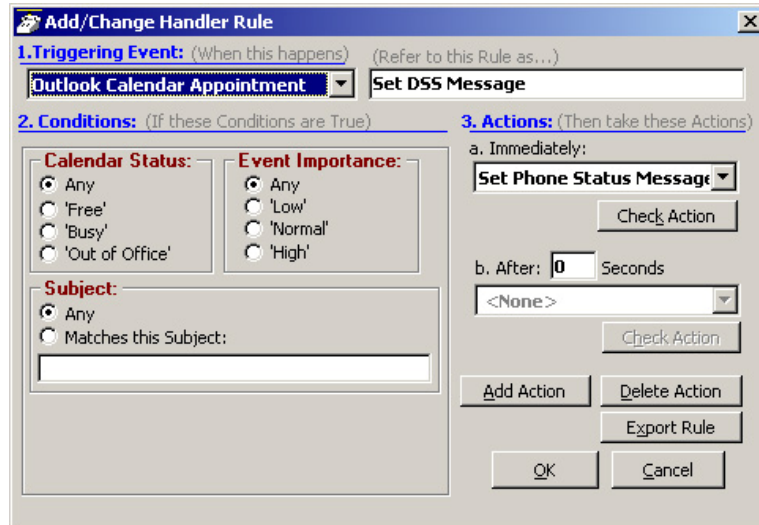 Add/Change Handler Rule
1.Triggering Event: (When this happens) (Refer to this Rule as...)
Outlook Calendar Appointment Set DSS Message
2. Conditions: (If these Conditions are True) 3. Actions: (Then take these Actions)
Calendar Status: Event Importance: a. Immediately:
Any Any Set Phone Status Message
'Free' 'Low'
'Busy' 'Normal' Check Action
'Out of Office' 'High'
b. After: 0 Seconds
Subject:
Any <None>
Matches this Subject:
Check Action
Add Action Delete Action
Export Rule
OK Cancel